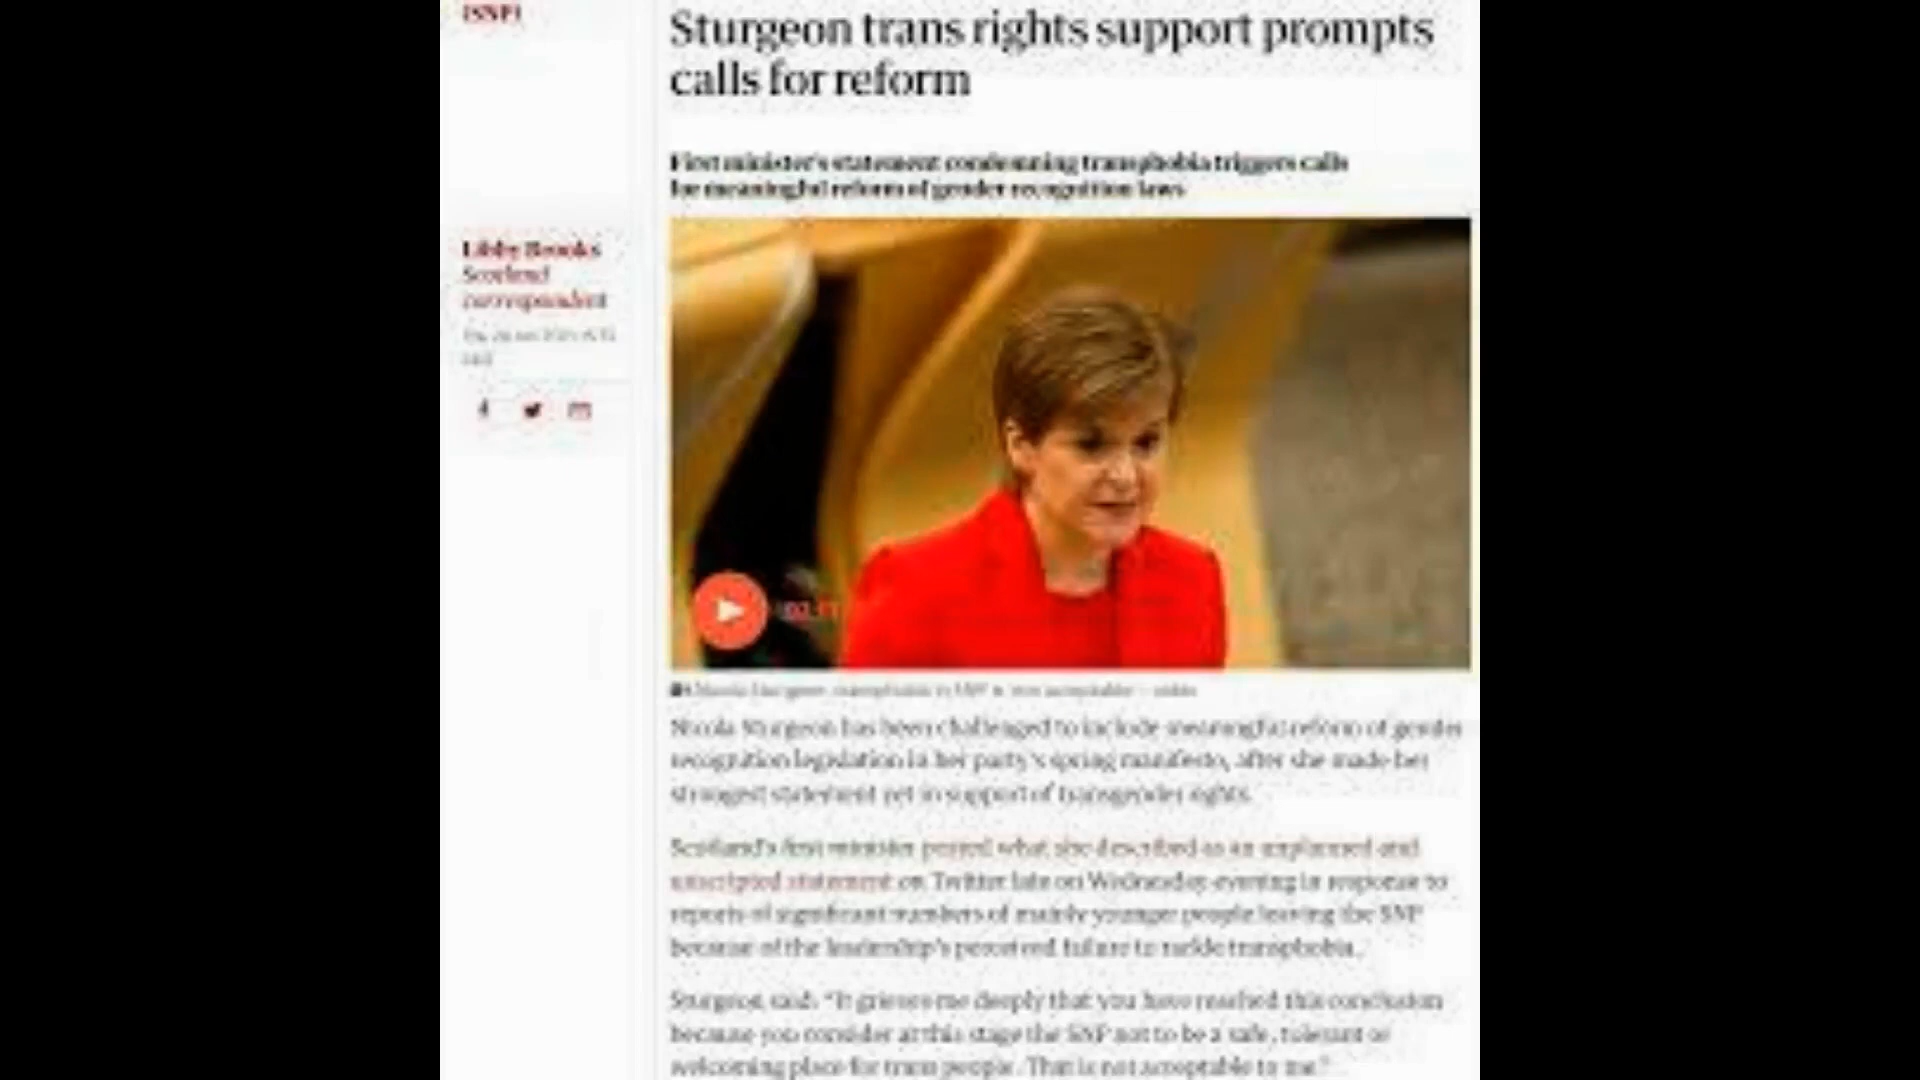 (SNP)
Sturgeon trans rights support prompts
calls for reform
First minister's statement condemning transphobia triggers calls
for meaningful reform of gender recognition laws
Libby Brooks
Scotland
correspondent
Nicola Sturgeon has been challenged to include meaningful reform of gender
recognition legislation in her party's spring manifesto, after she made her
strongest statement yet in support of transgender rights.
Scotland's first minister posted what she described as an unplanned and
unscripted statement on Twitter late on Wednesday evening in response to
reports of significant numbers of mainly younger people leaving the SNP
because of the leadership's perceived failure to tackle transphobia.
Sturgeon said: "It grieves me deeply that you have reached this conclusion
because you consider at this stage the SNP not to be a safe, tolerant or
welcoming place for trans people. That is not acceptable to me."